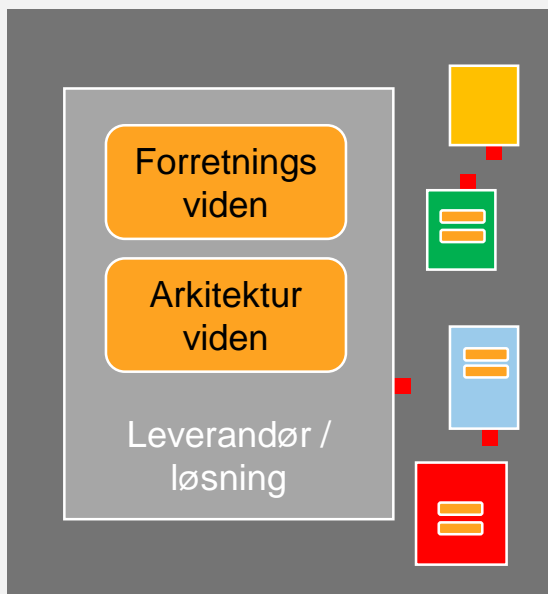 Forretnings
viden
Arkitektur
viden
Leverandør /
løsning